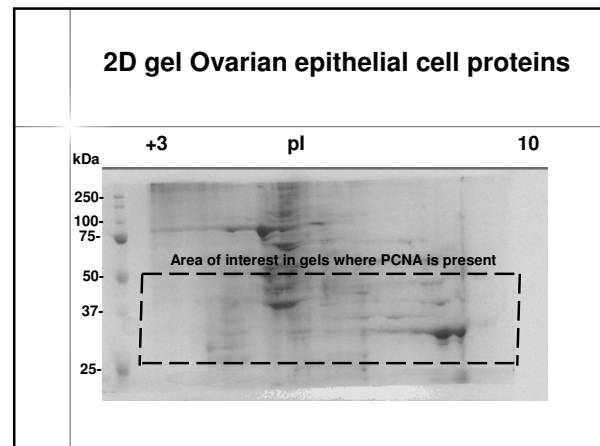 2D gel Ovarian epithelial cell proteins
+3 pI 10
kDa
250-
100-
75-
Area of interest in gels where PCNA is present
50-
37-
25-